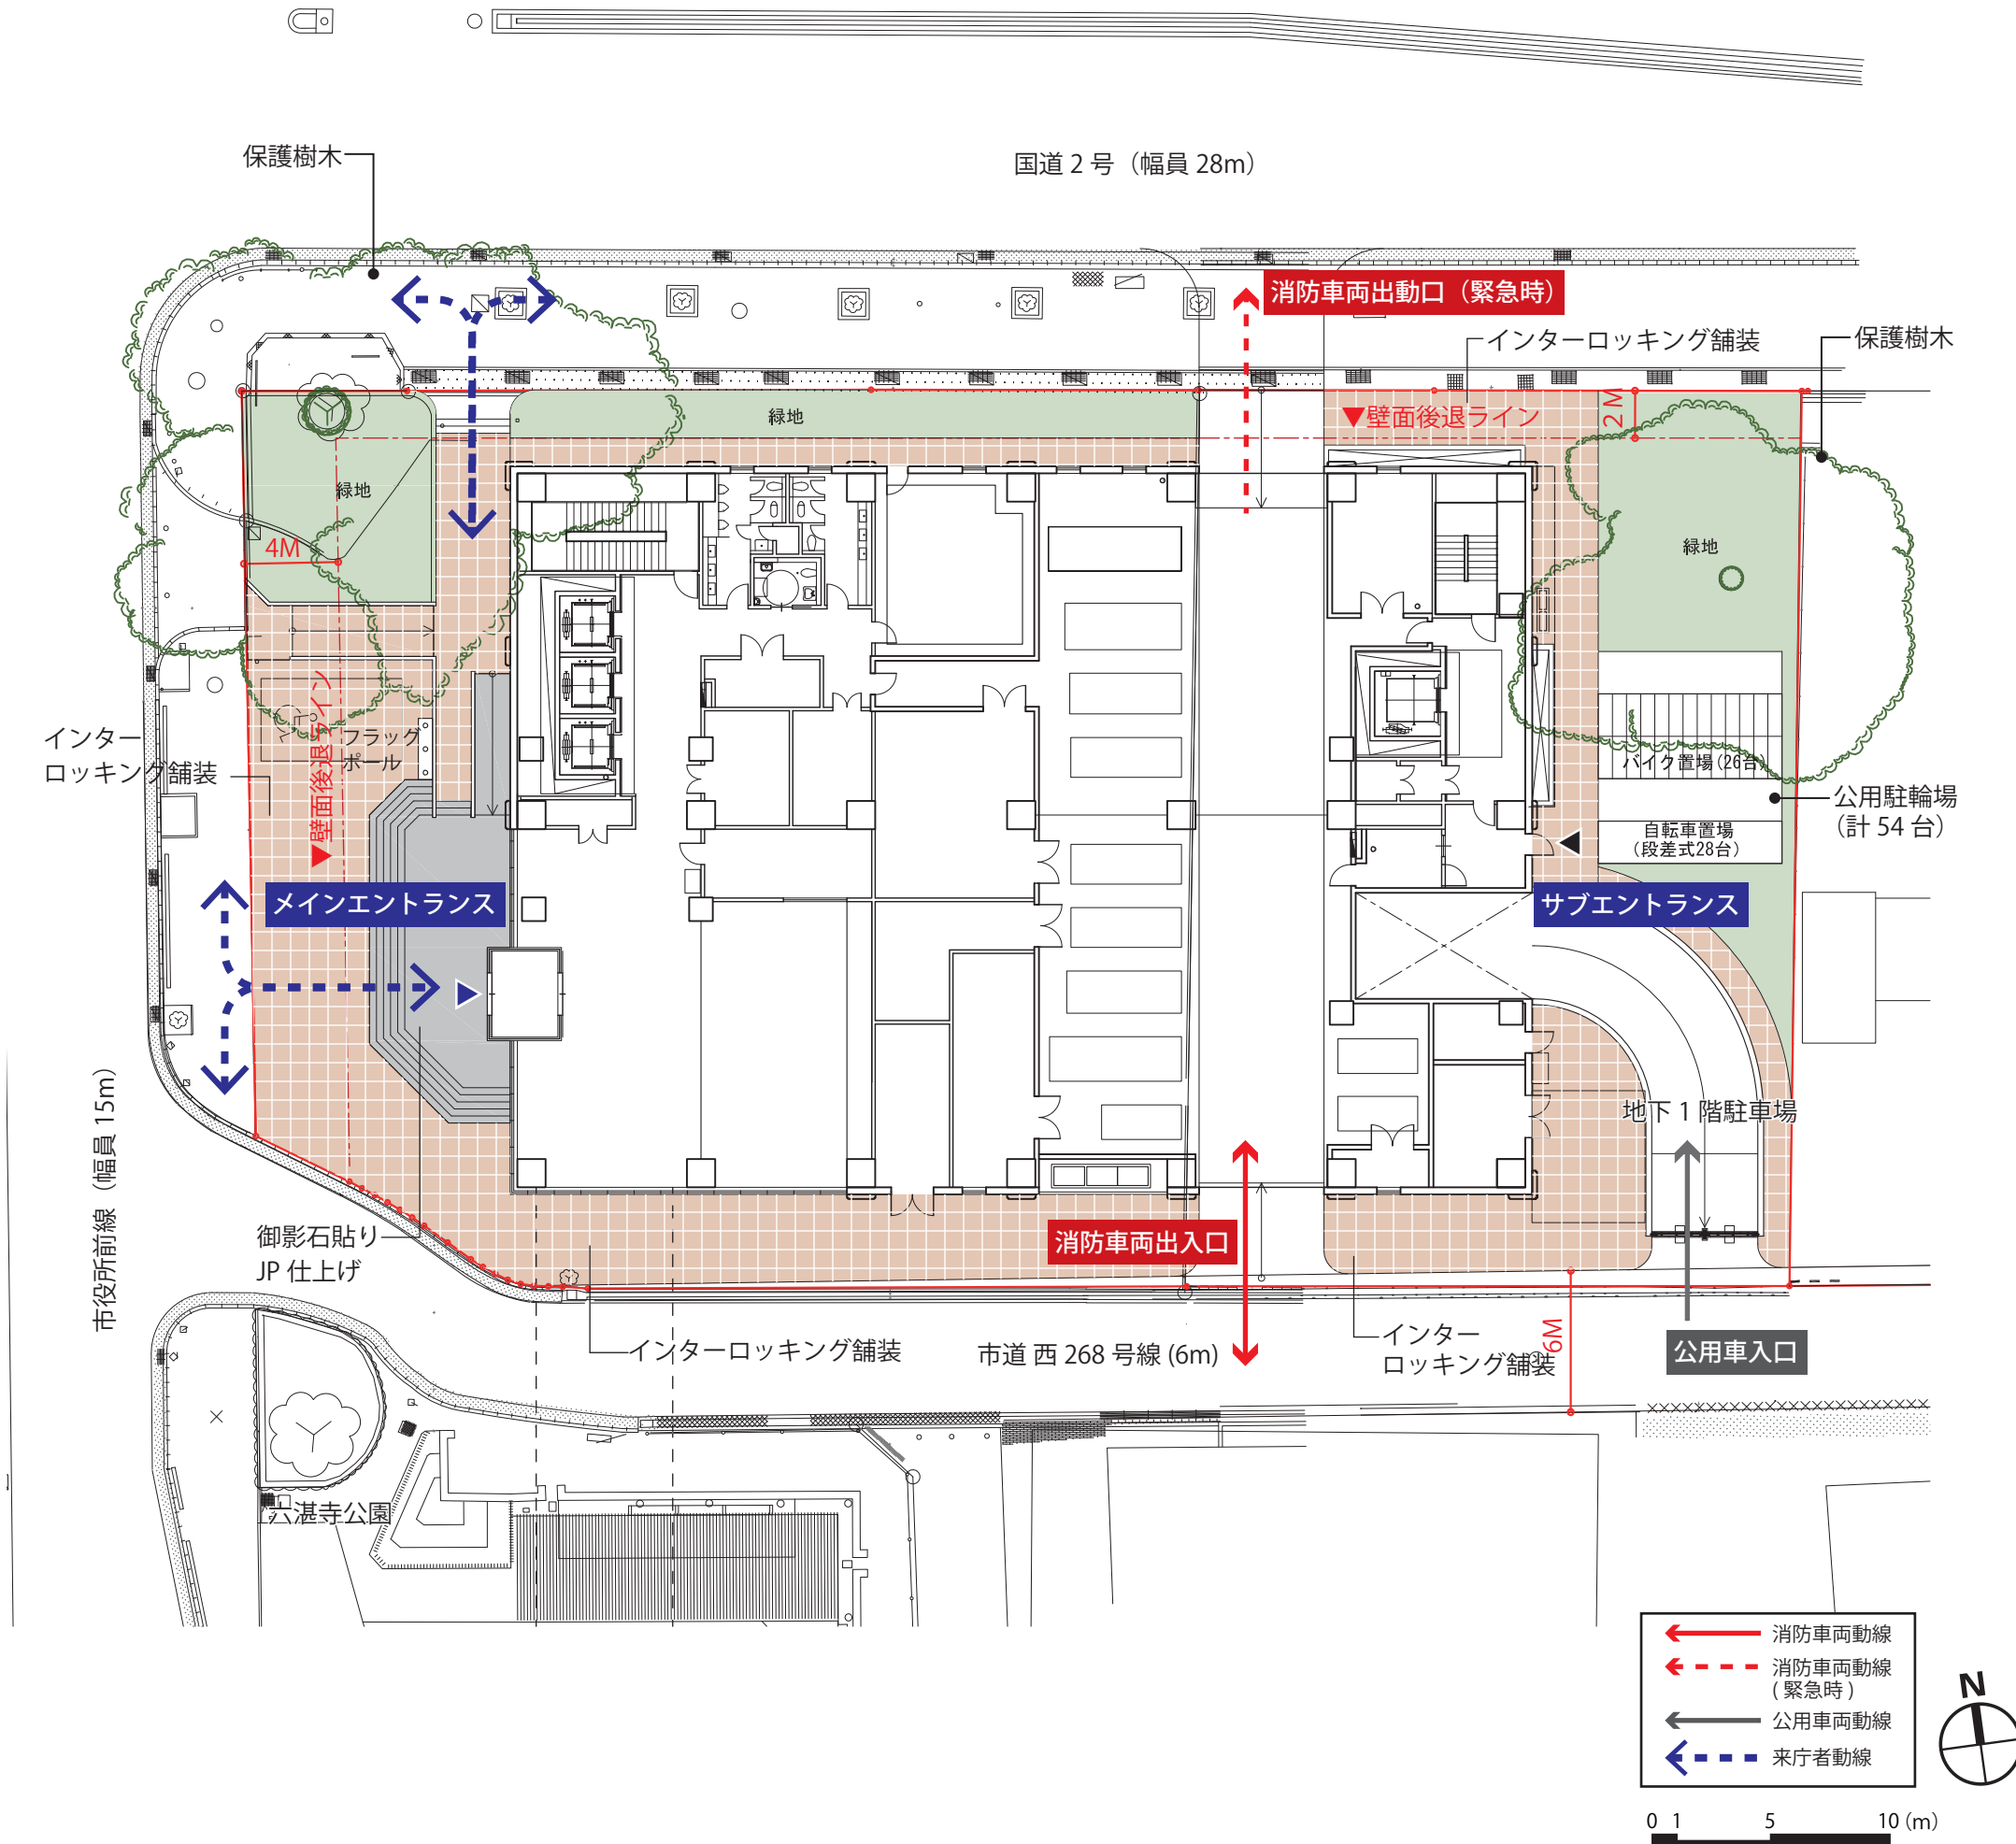 保護樹木
国道 2 号（幅員 28m）
消防車両出動口（緊急時）
インターロッキング舗装
保護樹木
▼壁面後退ライン
2 M
緑地
緑地
4M
緑地
▼壁面後退ライン
フラッグ
ポール
インター
ロッキング舗装
バイク置場(26台)
公用駐輪場
（計 54 台）
自転車置場
（段差式28台）
メインエントランス
サブエントランス
市役所前線（幅員 15m）
地下 1 階駐車場
御影石貼り
JP 仕上げ
消防車両出入口
インターロッキング舗装
市道 西 268 号線 (6m)
インター
ロッキング舗装
6M
公用車入口
六湛寺公園
消防車両動線
消防車両動線
( 緊急時 )
公用車両動線
来庁者動線
N
0 1 5 10 (m)